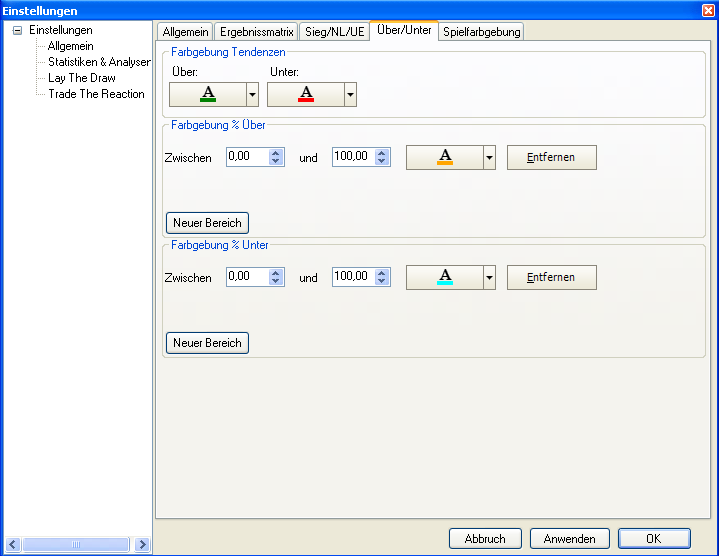 Einstellungen
Einstellungen
Allgemein
Statistiken & Analysen
Lay The Draw
Trade The Reaction
Allgemein Ergebnissmatrix Sieg/NL/UE Über/Unter Spielfarbgebung
Farbgebung Tendenzen
Über: Unter:
A A
Farbgebung % Über
Zwischen 0,00 und 100,00 A Entfernen
Neuer Bereich
Farbgebung % Unter
Zwischen 0,00 und 100,00 A Entfernen
Neuer Bereich
Abbruch Anwenden OK